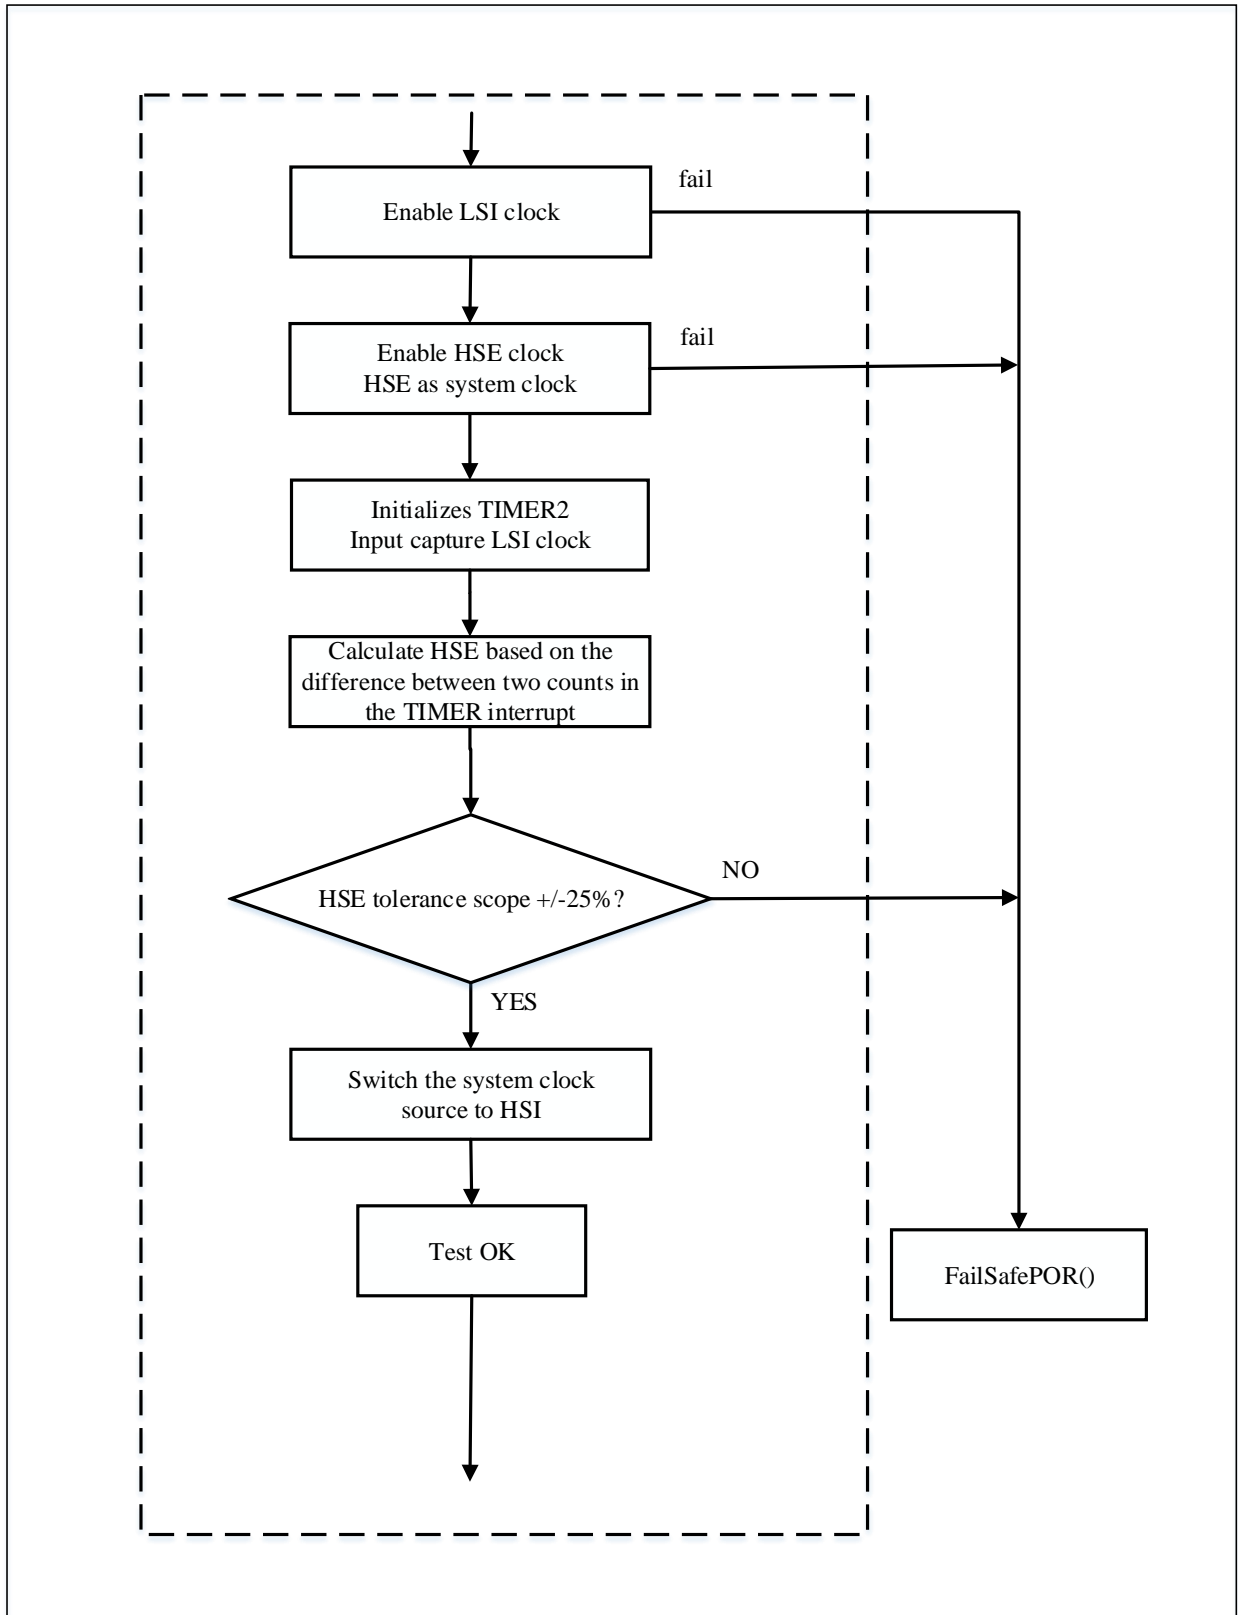 fail
Enable LSI clock
fail
Enable HSE clock
HSE as system clock
Initializes TIMER2
Input capture LSI clock
Calculate HSE based on the
difference between two counts in
the TIMER interrupt
NO
HSE tolerance scope +/-25%?
YES
Switch the system clock
source to HSI
Test OK
FailSafePOR()